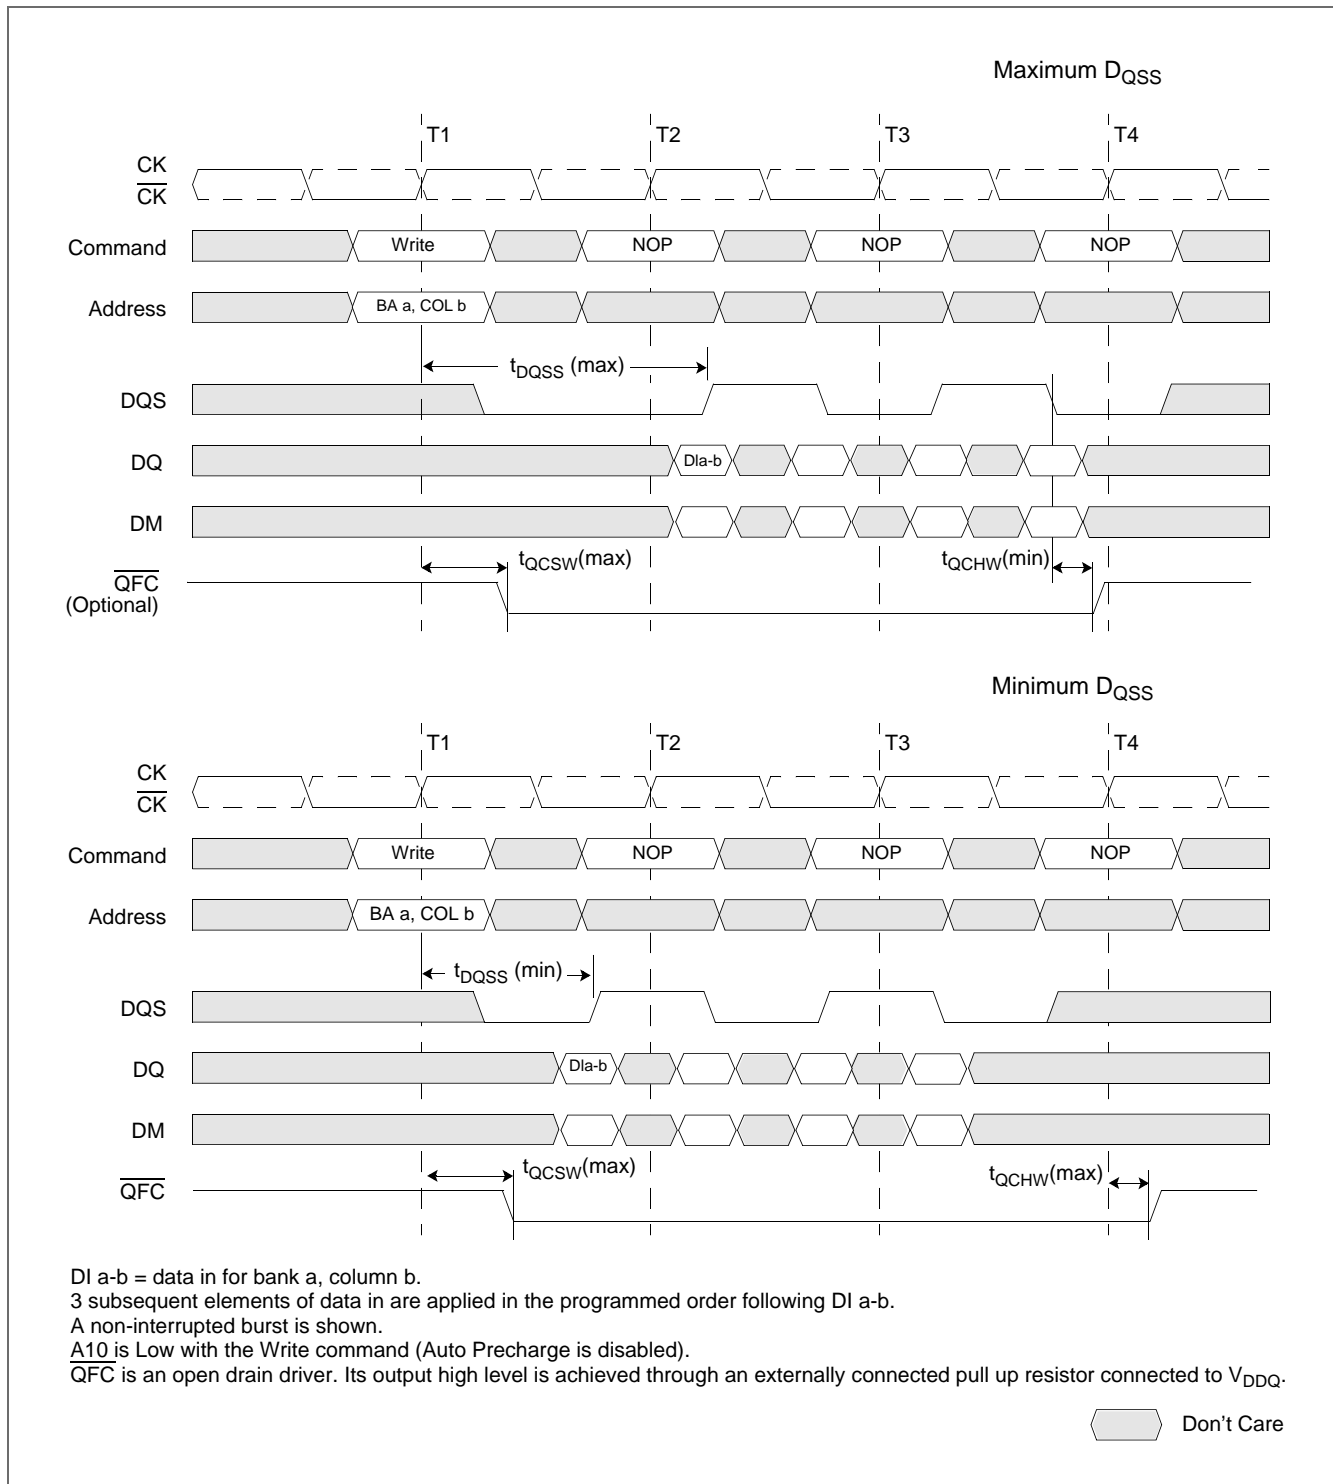 Maximum DQSS
T1 T2 T3 T4
CK
CK
Command Write NOP NOP NOP
Address BA a, COL b
tDQSS (max)
DQS
DQ DIa-b
DM
tQCSW(max) tQCHW(min)
QFC
(Optional)
Minimum DQSS
T1 T2 T3 T4
CK
CK
Command Write NOP NOP NOP
Address BA a, COL b
tDQSS (min)
DQS
DQ DIa-b
DM
tQCSW(max) tQCHW(max)
QFC
DI a-b = data in for bank a, column b.
3 subsequent elements of data in are applied in the programmed order following DI a-b.
A non-interrupted burst is shown.
A10 is Low with the Write command (Auto Precharge is disabled).
QFC is an open drain driver. Its output high level is achieved through an externally connected pull up resistor connected to VDDQ.
Don't Care